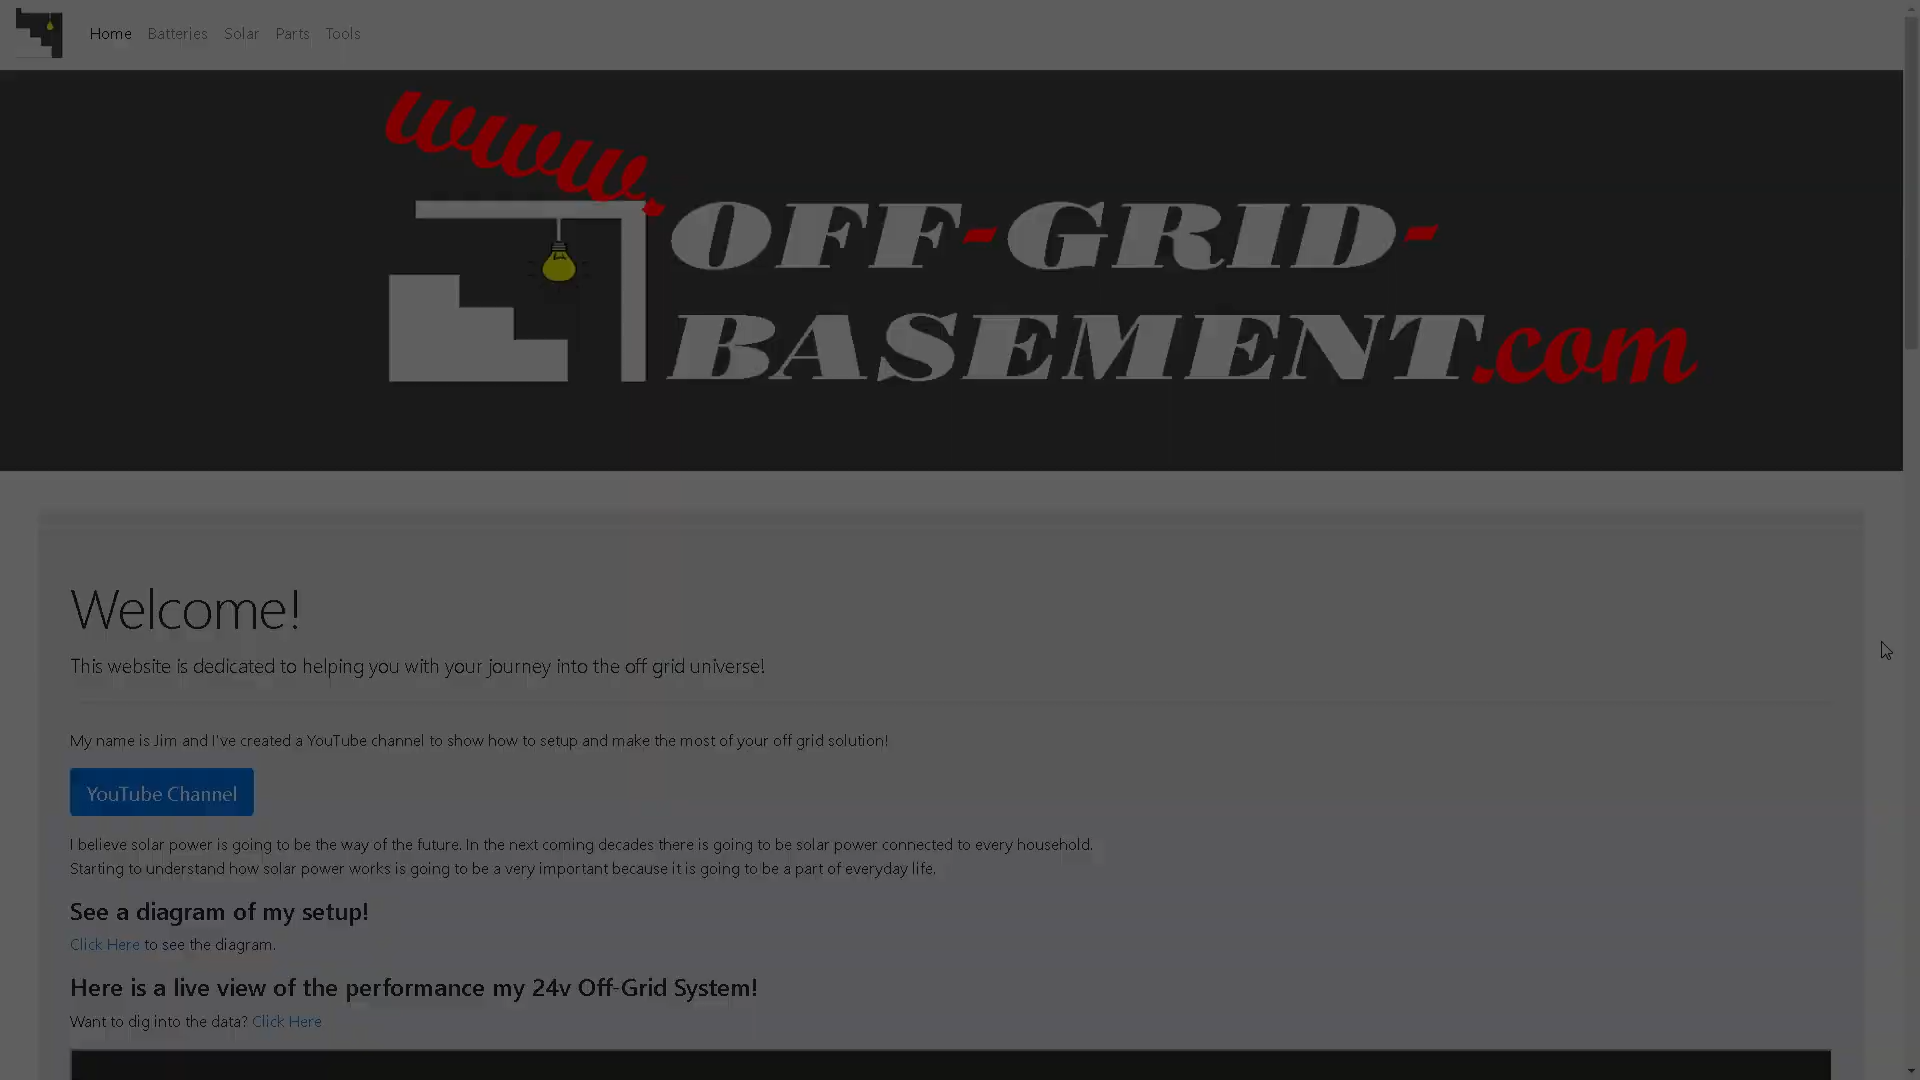 Home Batteries Solar Parts Tools
www.
OFF-GRID-
BASEMENT.com
Welcome!
This website is dedicated to helping you with your journey into the off grid universe!
My name is Jim and I've created a YouTube channel to show how to setup and make the most of your off grid solution!
YouTube Channel
I believe solar power is going to be the way of the future. In the next coming decades there is going to be solar power connected to every household.
Starting to understand how solar power works is going to be a very important because it is going to be a part of everyday life.
See a diagram of my setup!
Click Here to see the diagram.
Here is a live view of the performance my 24v Off-Grid System!
Want to dig into the data? Click Here